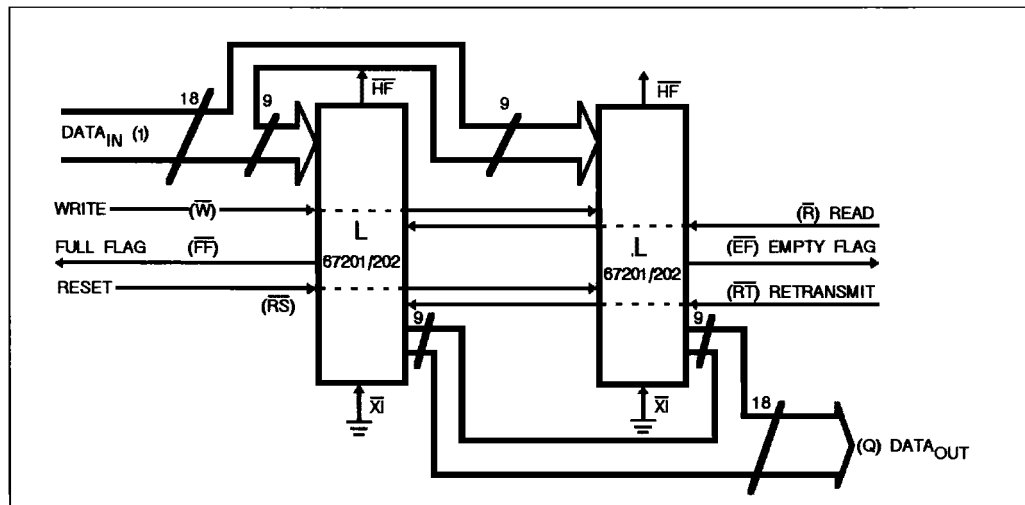 HF
HF
18
9
9
DATAIN (1)
WRITE (W)
(R) READ
L
67201/202
FULL FLAG (FF)
(EF) EMPTY FLAG
L
67201/202
RESET
(RS)
(RT) RETRANSMIT
9
9
XI
XI
18
(Q) DATAOUT